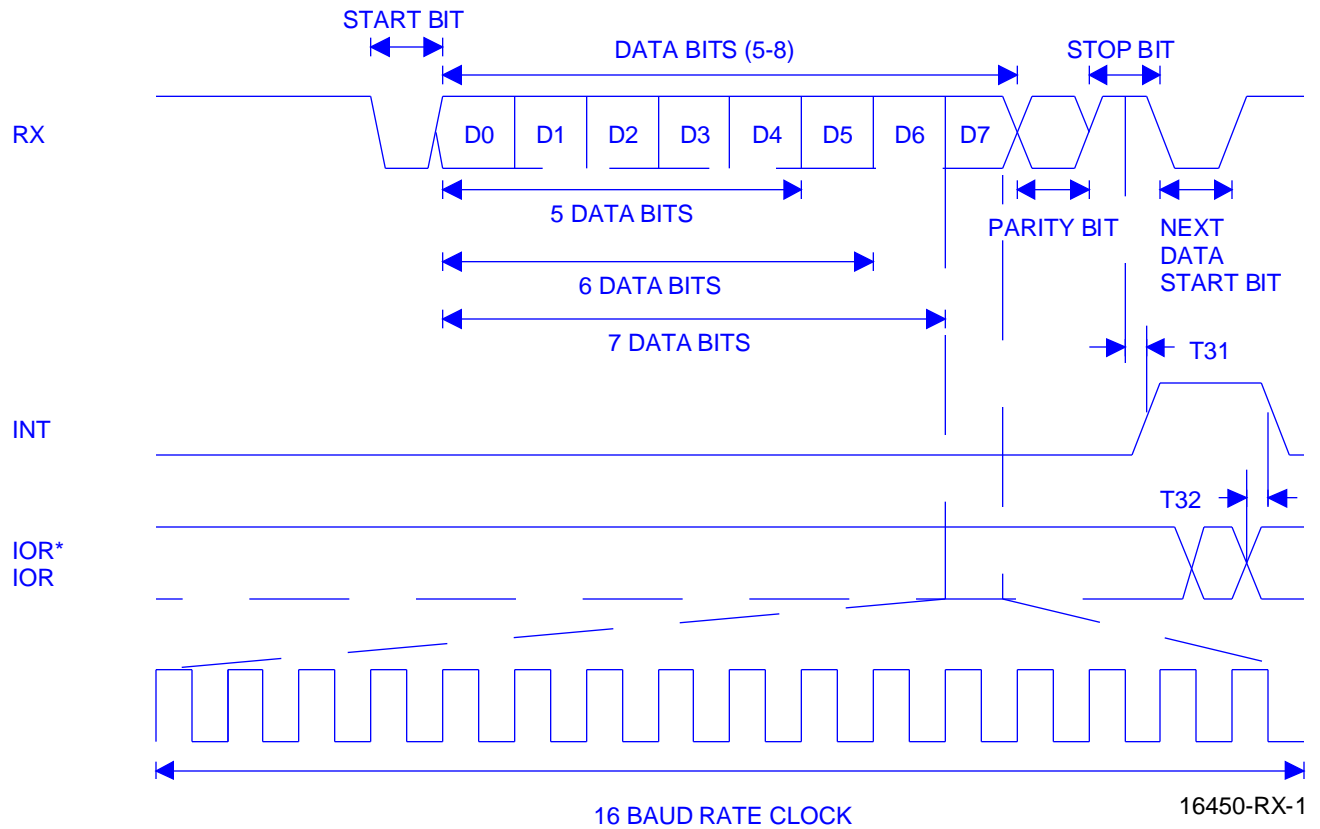 START BIT
DATA BITS (5-8)
STOP BIT
RX
D0 D1 D2 D3 D4 D5 D6 D7
5 DATA BITS
PARITY BIT
NEXT
DATA
START BIT
6 DATA BITS
7 DATA BITS
T31
INT
T32
IOR*
IOR
16 BAUD RATE CLOCK
16450-RX-1